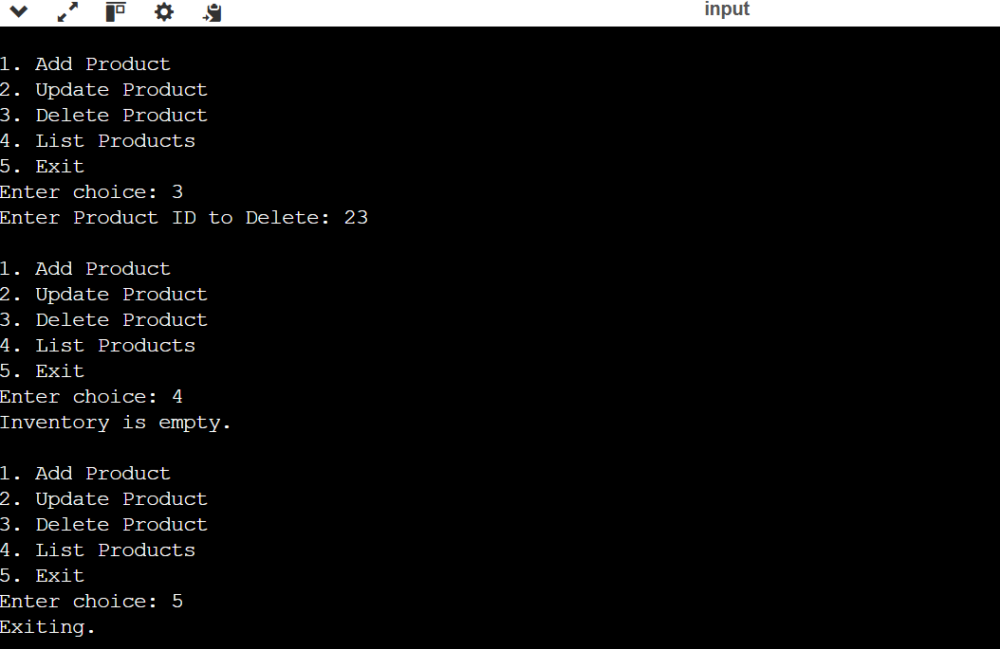 input
1. Add Product
2. Update Product
3. Delete Product
4. List Products
5. Exit
Enter choice: 3
Enter Product ID to Delete: 23
1. Add Product
2. Update Product
3. Delete Product
4. List Products
5. Exit
Enter choice: 4
Inventory is empty.
1. Add Product
2. Update Product
3. Delete Product
4. List Products
5. Exit
Enter choice: 5
Exiting.